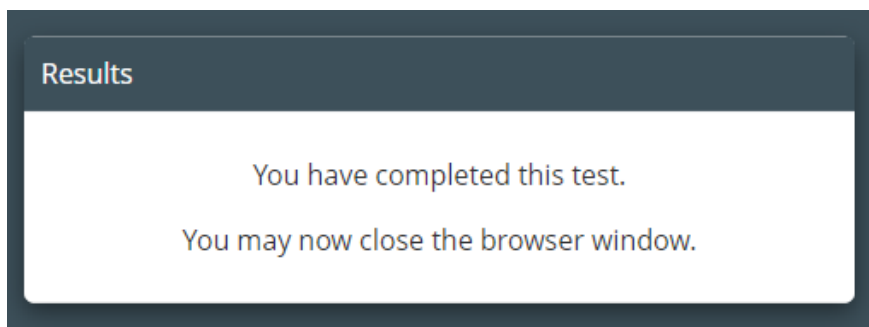 Results
You have completed this test.
You may now close the browser window.